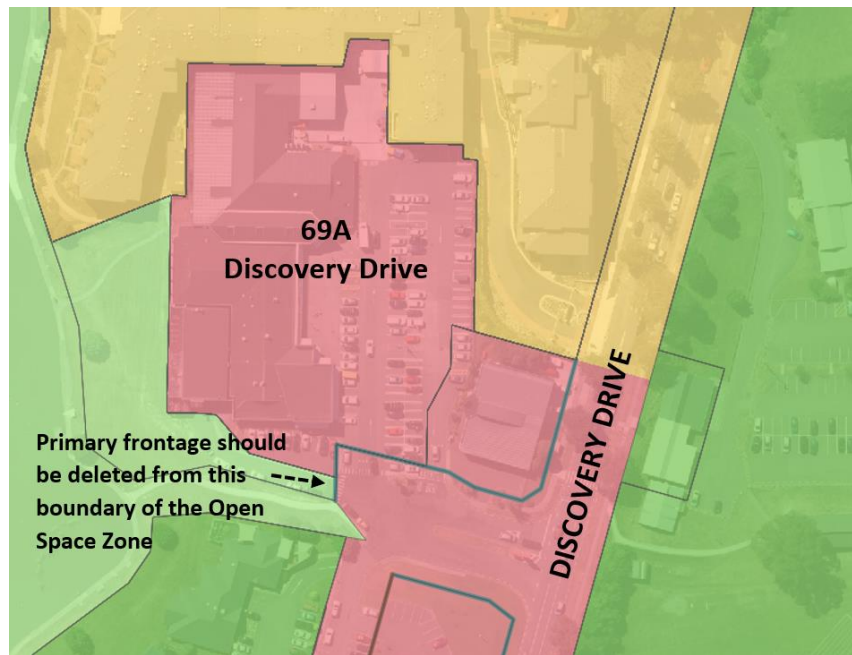 69A
Discovery Drive
DISCOVERY DRIVE
Primary frontage should
be deleted from this
boundary of the Open
Space Zone